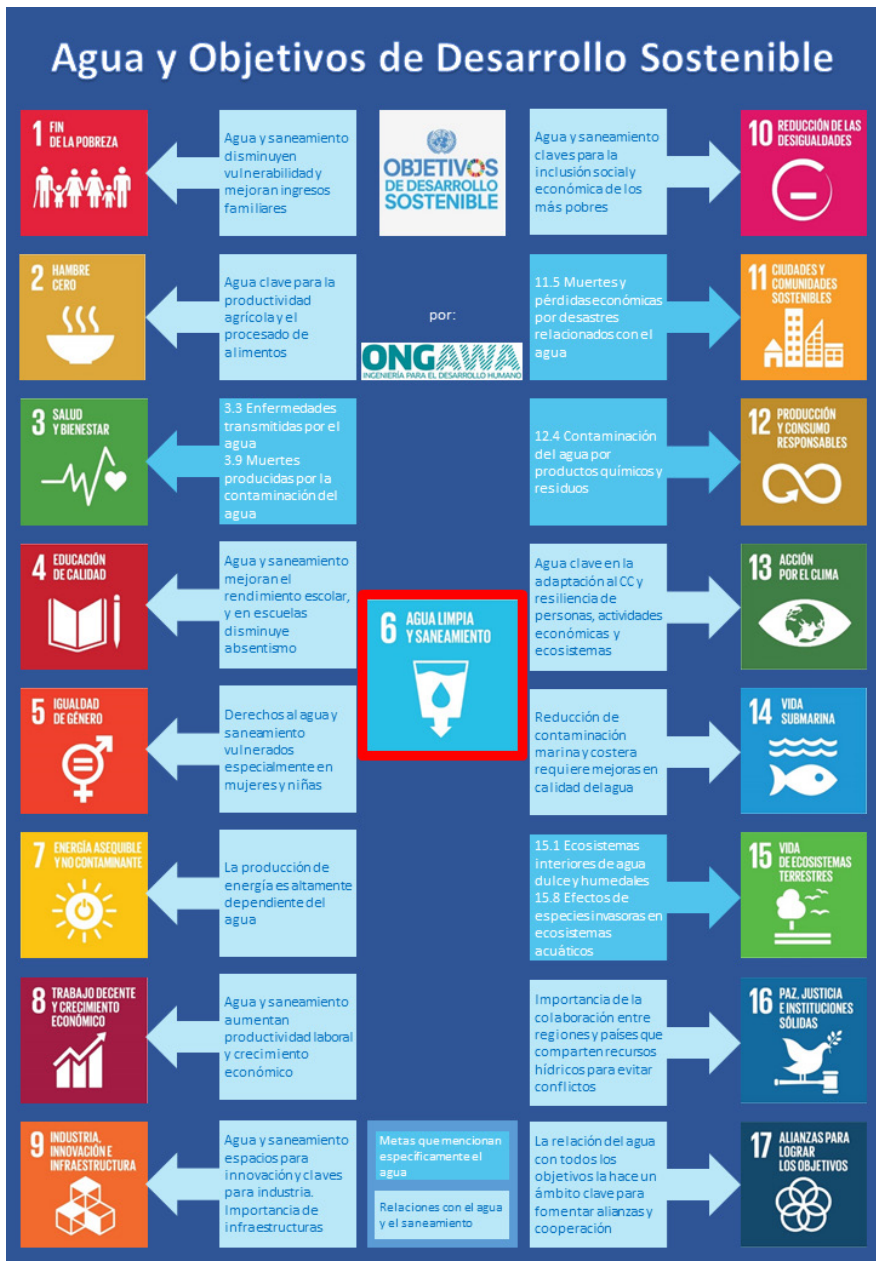 Agua y Objetivos de Desarrollo Sostenible
1 FIN
DE LA POBREZA
Agua y saneamiento
disminuyen
vulnerabilidad y
mejoran ingresos
familiares
OBJETIVOS
DE DESARROLLO
SOSTENIBLE
Agua y saneamiento
claves para la
inclusión social y
económica de los
más pobres
10 REDUCCIÓN DE LAS
DESIGUALDADES
2 HAMBRE
CERO
Agua clave para la
productividad
agrícola y el
procesado de
alimentos
por:
ONGAWA
INGENIERÍA PARA EL DESARROLLO HUMANO
11.5 Muertes y
pérdidas económicas
por desastres
relacionados con el
agua
11 CIUDADES Y
COMUNIDADES
SOSTENIBLES
3 SALUD
Y BIENESTAR
3.3 Enfermedades
transmitidas por el
agua
3.9 Muertes
producidas por la
contaminación del
agua
12.4 Contaminación
del agua por
productos químicos y
residuos
12 PRODUCCIÓN
Y CONSUMO
RESPONSABLES
4 EDUCACIÓN
DE CALIDAD
Agua y saneamiento
mejoran el
rendimiento escolar,
y en escuelas
disminuye
absentismo
6 AGUA LIMPIA
Y SANEAMIENTO
Agua clave en la
adaptación al CC y
resiliencia de
personas, actividades
económicas y
ecosistemas
13 ACCIÓN
POR EL CLIMA
5 IGUALDAD
DE GÉNERO
Derechos al agua y
saneamiento
vulnerados
especialmente en
mujeres y niñas
Reducción de
contaminación
marina y costera
requiere mejoras en
calidad del agua
14 VIDA
SUBMARINA
7 ENERGÍA ASEQUIBLE
Y NO CONTAMINANTE
La producción de
energía es altamente
dependiente del
agua
15.1 Ecosistemas
interiores de agua
dulce y humedales
15.8 Efectos de
especies invasoras en
ecosistemas
acuáticos
15 VIDA
DE ECOSISTEMAS
TERRESTRES
8 TRABAJO DECENTE
Y CRECIMIENTO
ECONÓMICO
Agua y saneamiento
aumentan
productividad laboral
y crecimiento
económico
Importancia de la
colaboración entre
regiones y países que
comparten recursos
hídricos para evitar
conflictos
16 PAZ, JUSTICIA
E INSTITUCIONES
SÓLIDAS
9 INDUSTRIA,
INNOVACIÓN E
INFRAESTRUCTURA
Agua y saneamiento
espacios para
innovación y claves
para industria.
Importancia de
infraestructuras
Metas que mencionan
específicamente el
agua
Relaciones con el agua
y el saneamiento
La relación del agua
con todos los
objetivos la hace un
ámbito clave para
fomentar alianzas y
cooperación
17 ALIANZAS PARA
LOGRAR
LOS OBJETIVOS